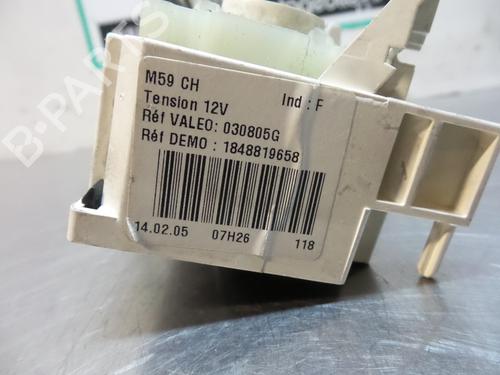 M59 CH
Tension 12V Ind : F
Réf VALEO: 030805G
Réf DEMO : 1848819658
14.02.05 07H26 118
B-PARTS